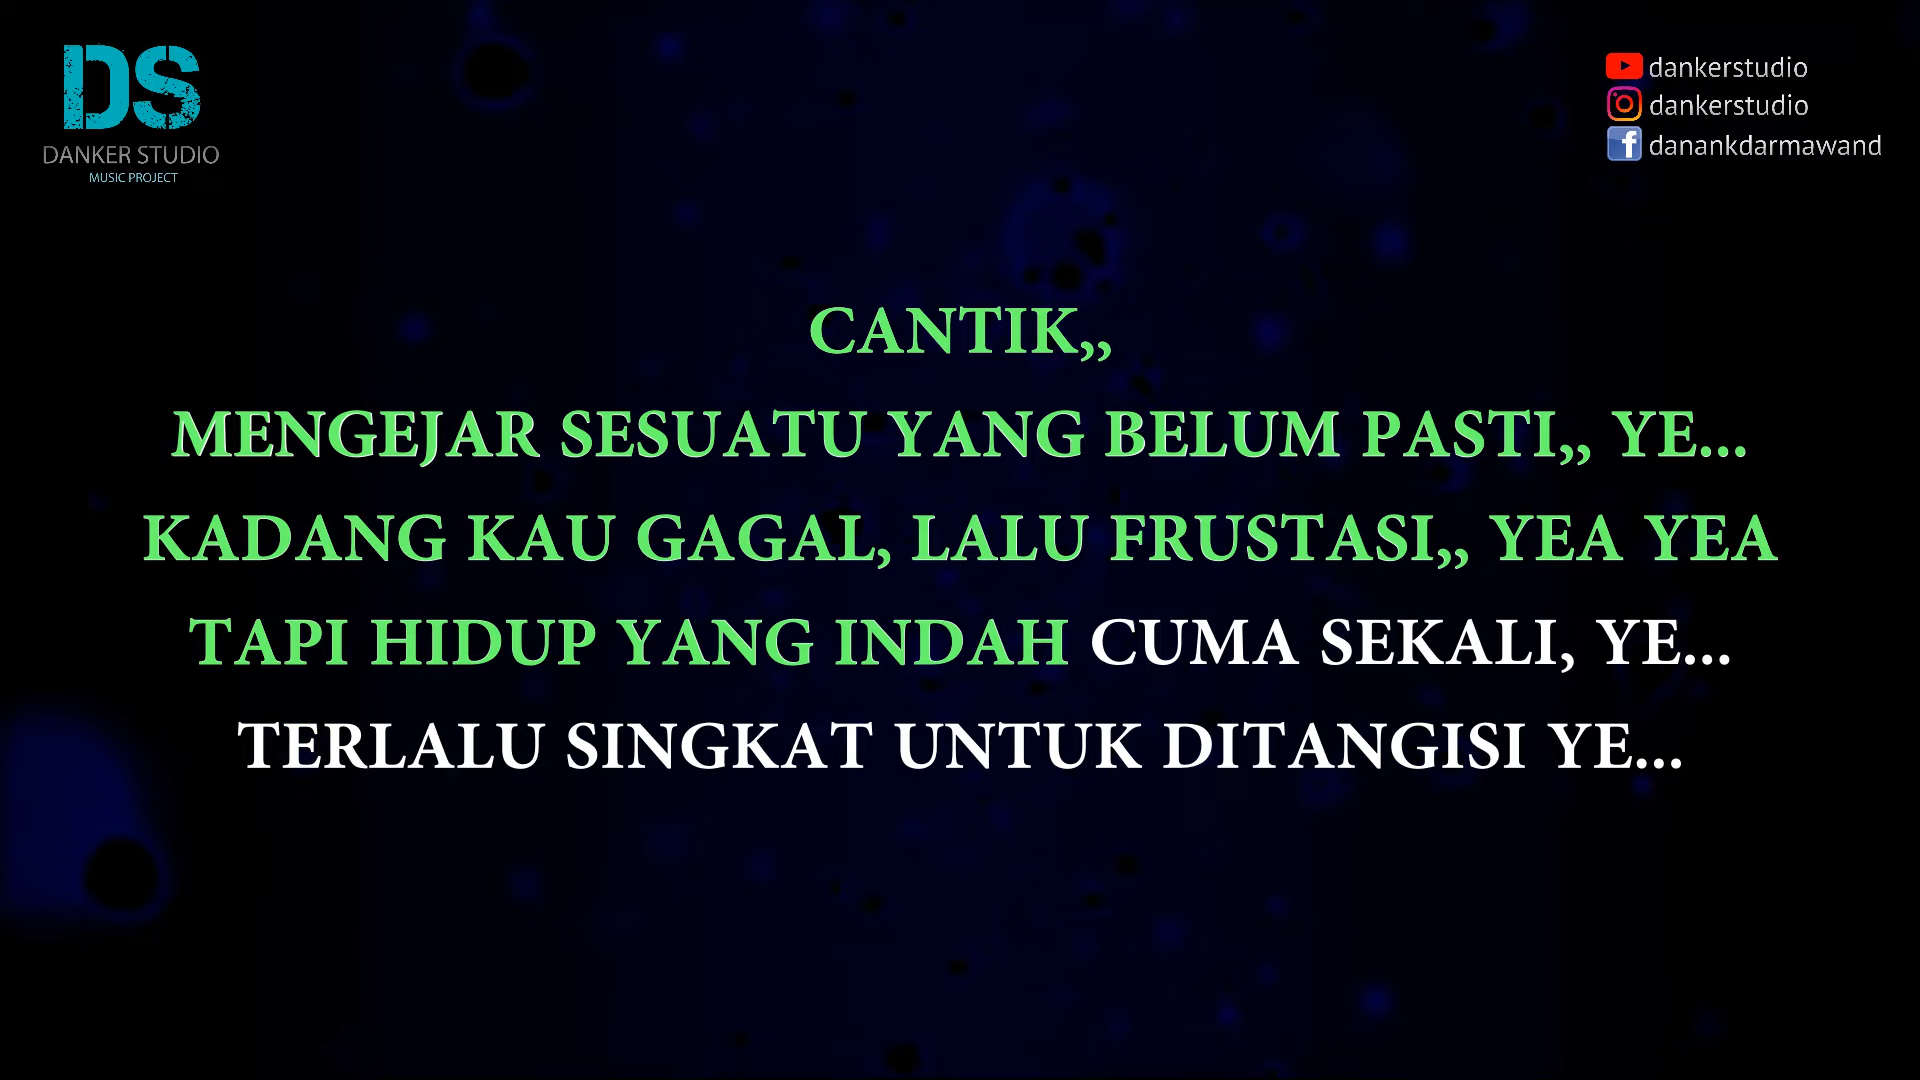 DS
DANKER STUDIO
MUSIC PROJECT
dankerstudio
dankerstudio
danankdarmawand
CANTIK,,
MENGEJAR SESUATU YANG BELUM PASTI,, YE...
KADANG KAU GAGAL, LALU FRUSTASI,, YEA YEA
TAPI HIDUP YANG INDAH CUMA SEKALI, YE...
TERLALU SINGKAT UNTUK DITANGISI YE...